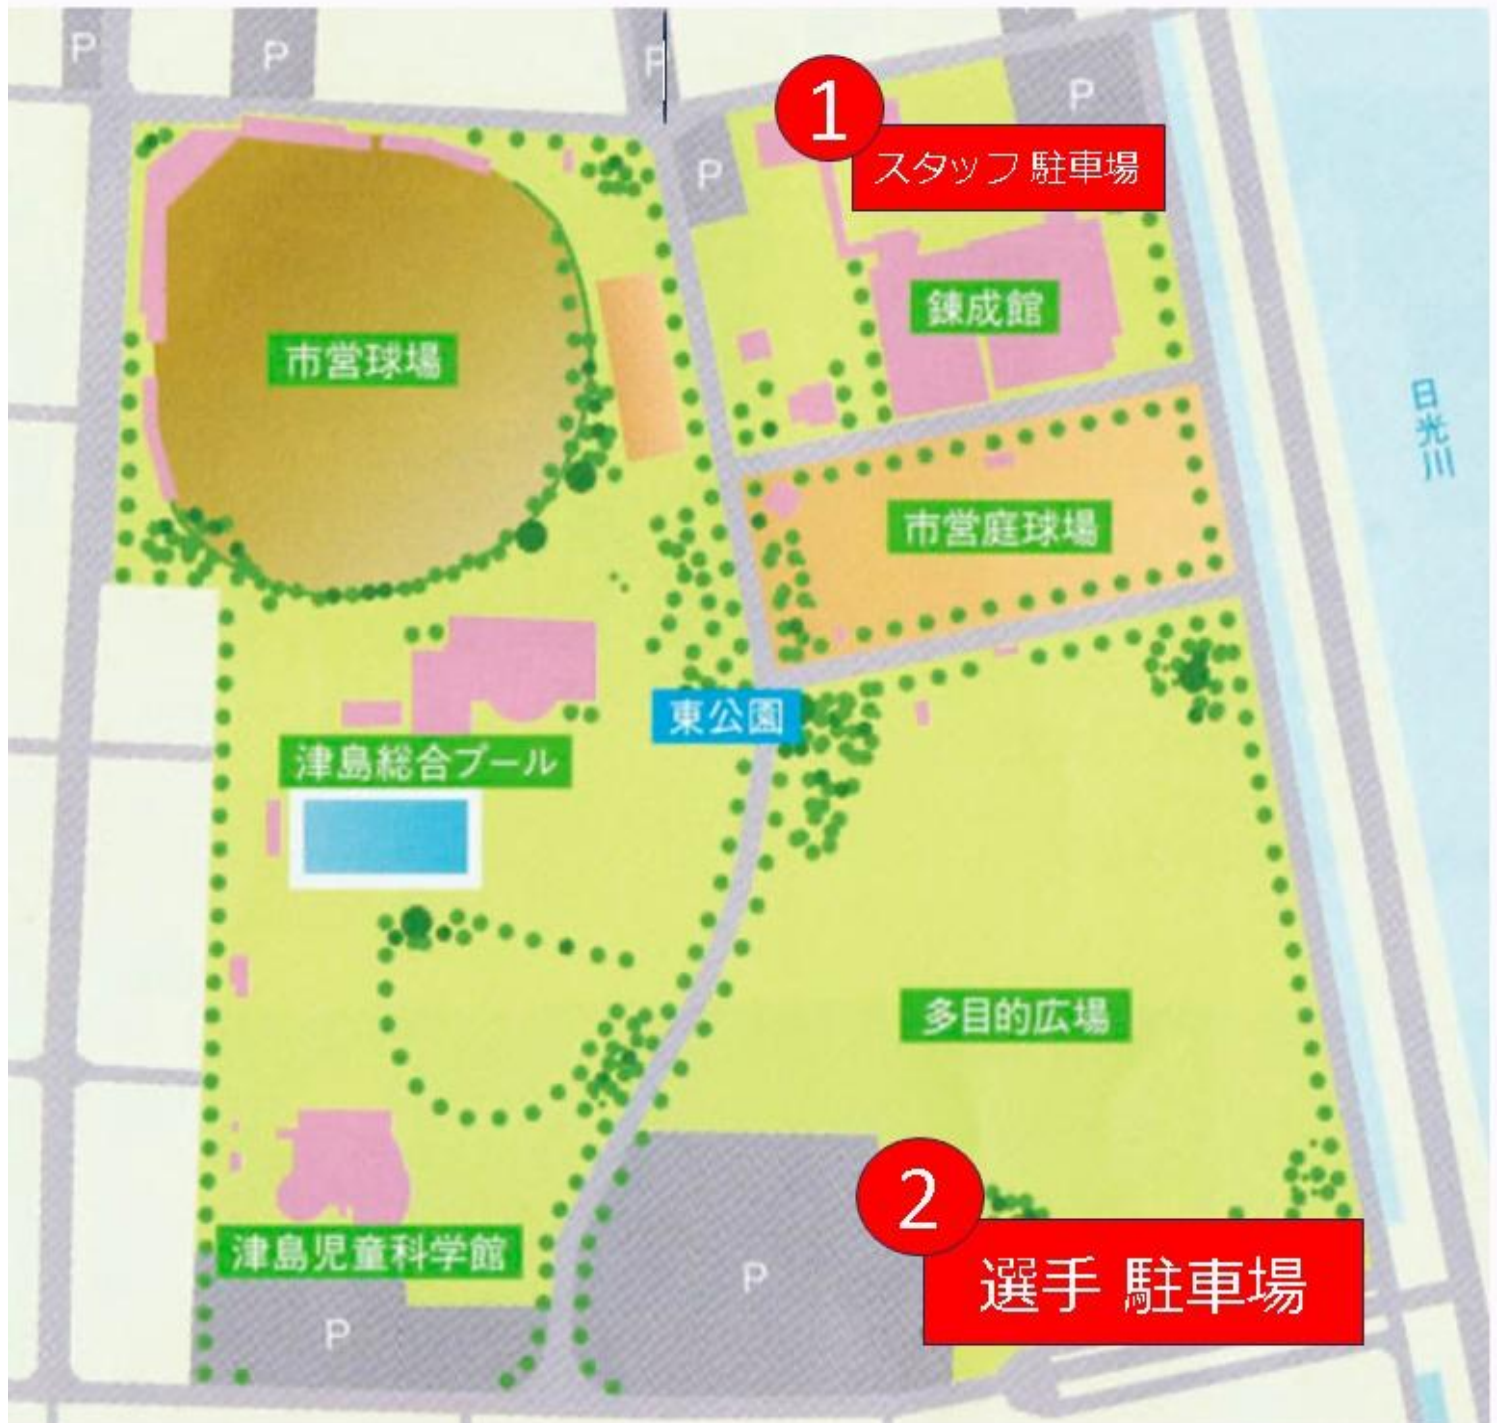 P
P
P
P
P
1
スタッフ 駐車場
錬成館
市営球場
日光川
市営庭球場
東公園
津島総合プール
多目的広場
2
選手 駐車場
津島児童科学館
P
P